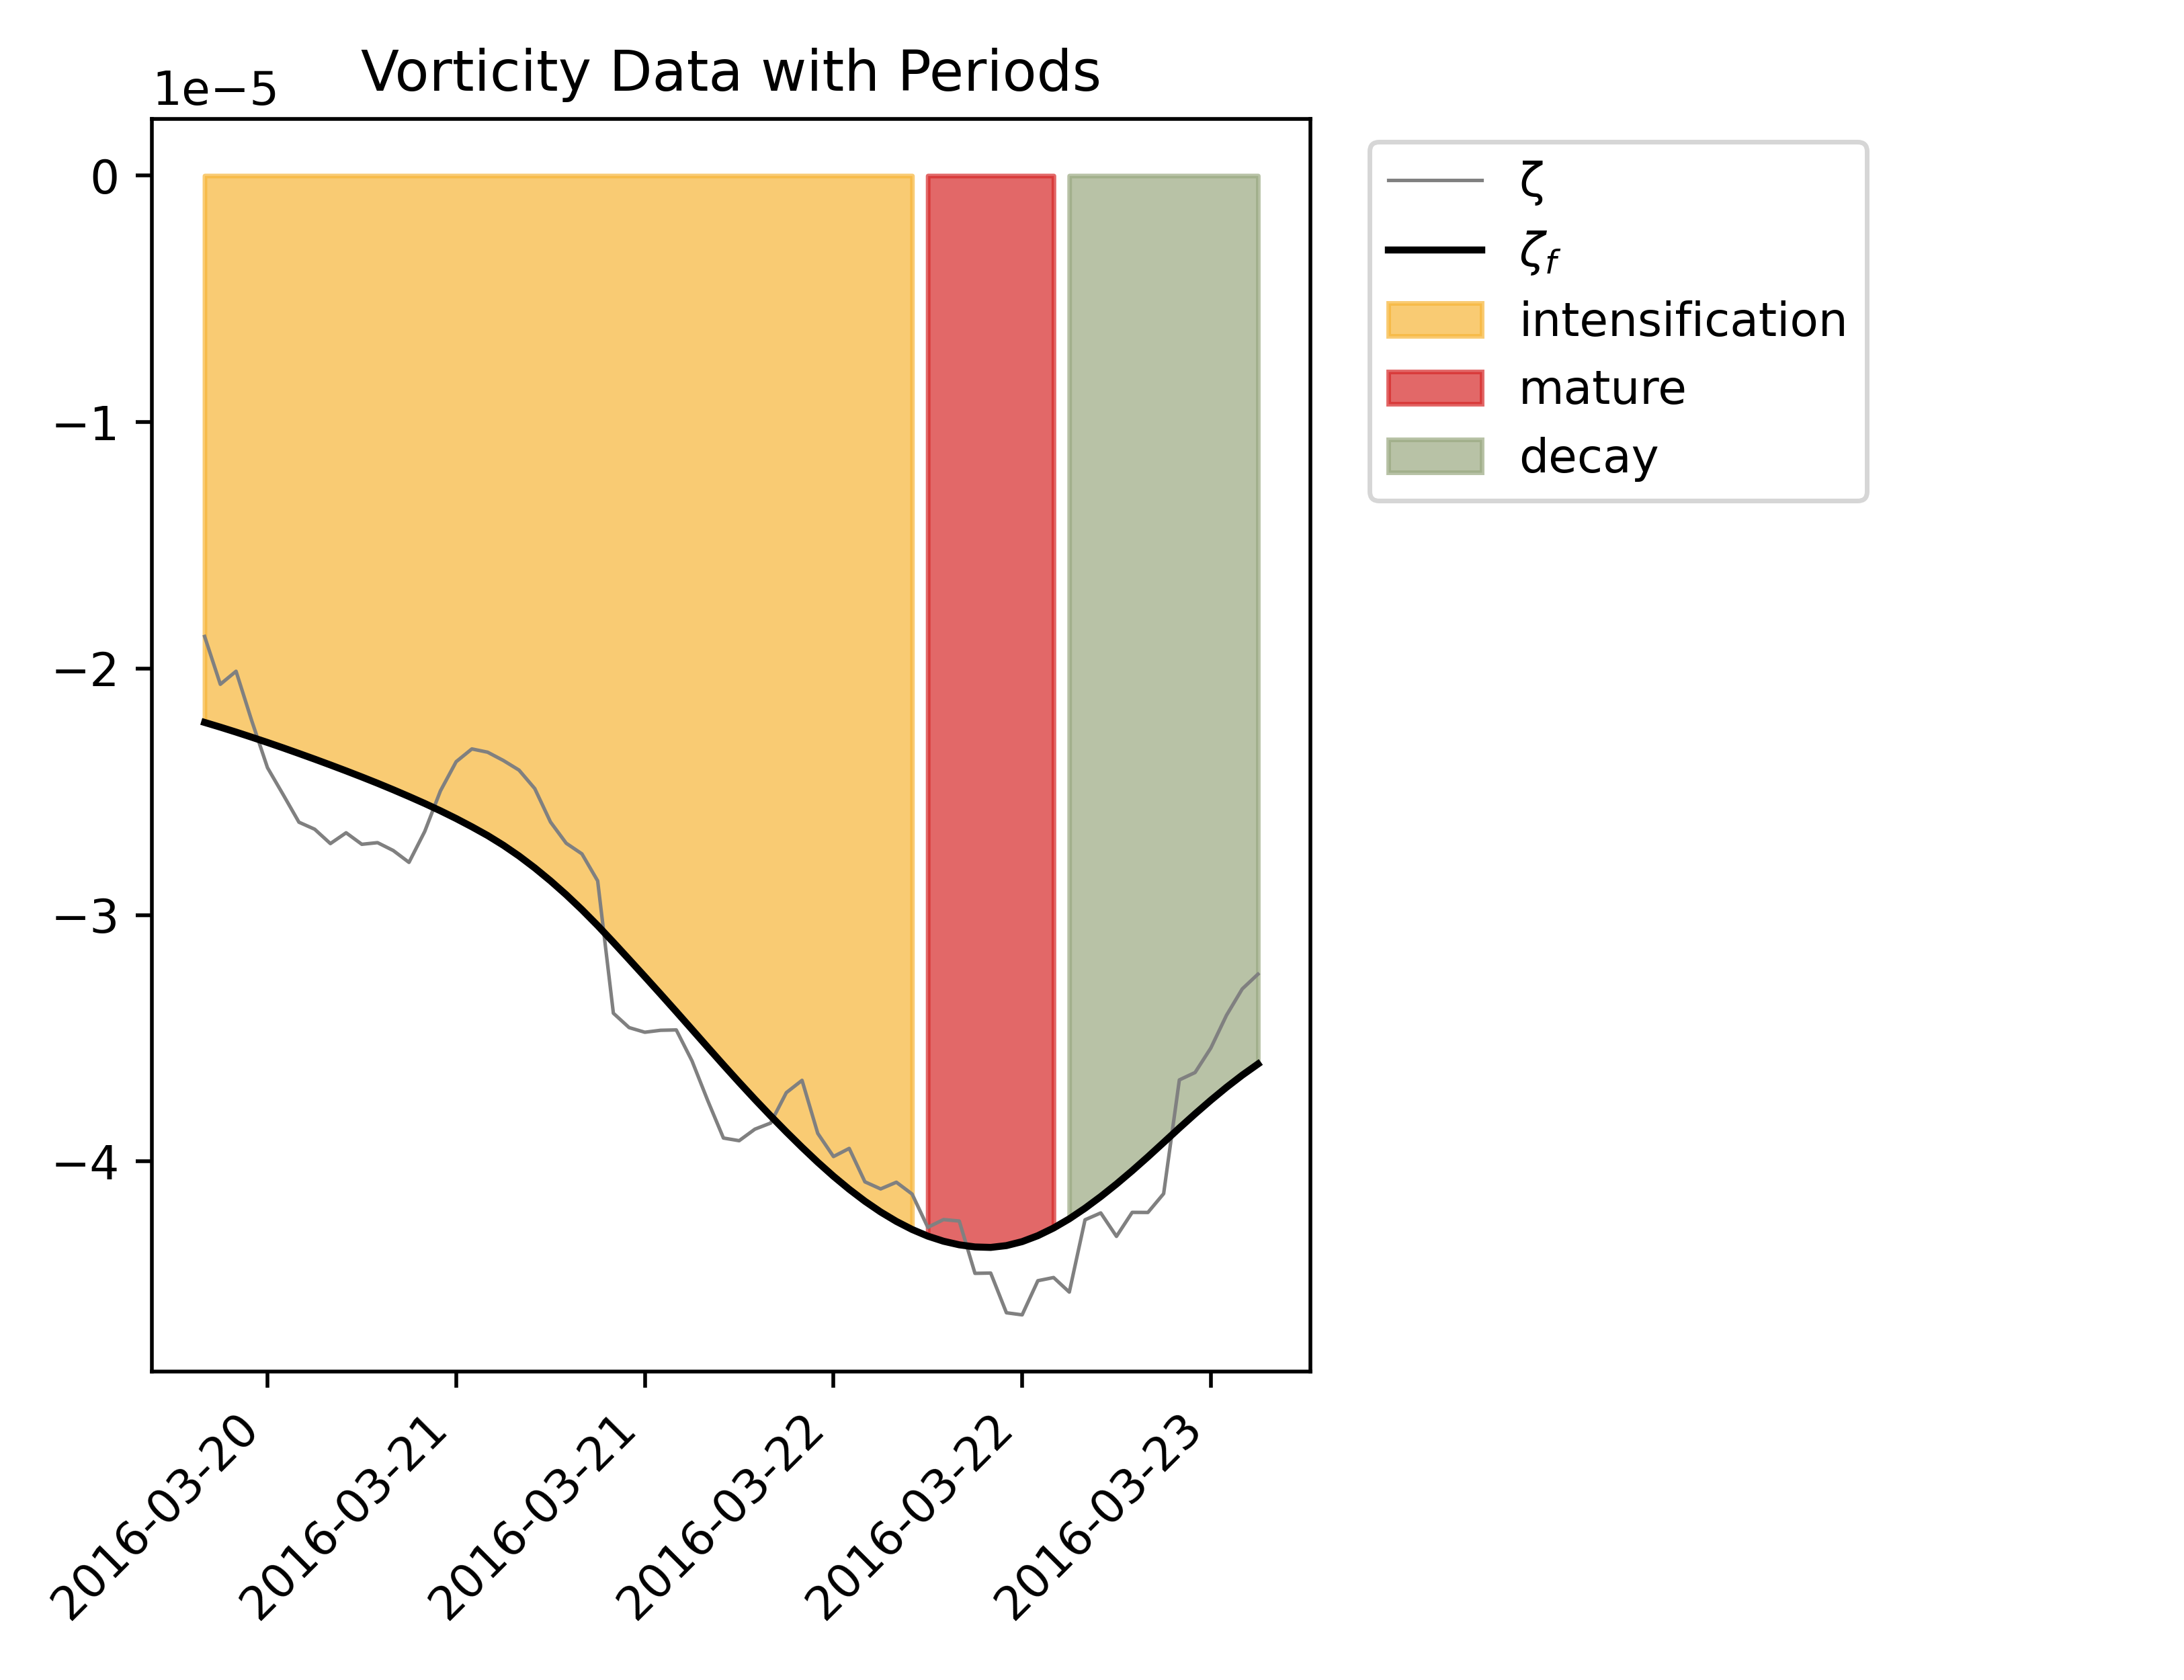 Vorticity Data with Periods
1e−5
0
−1
−2
−3
−4
2016-03-20
2016-03-21
2016-03-21
2016-03-22
2016-03-22
2016-03-23
ζ
ζf
intensification
mature
decay